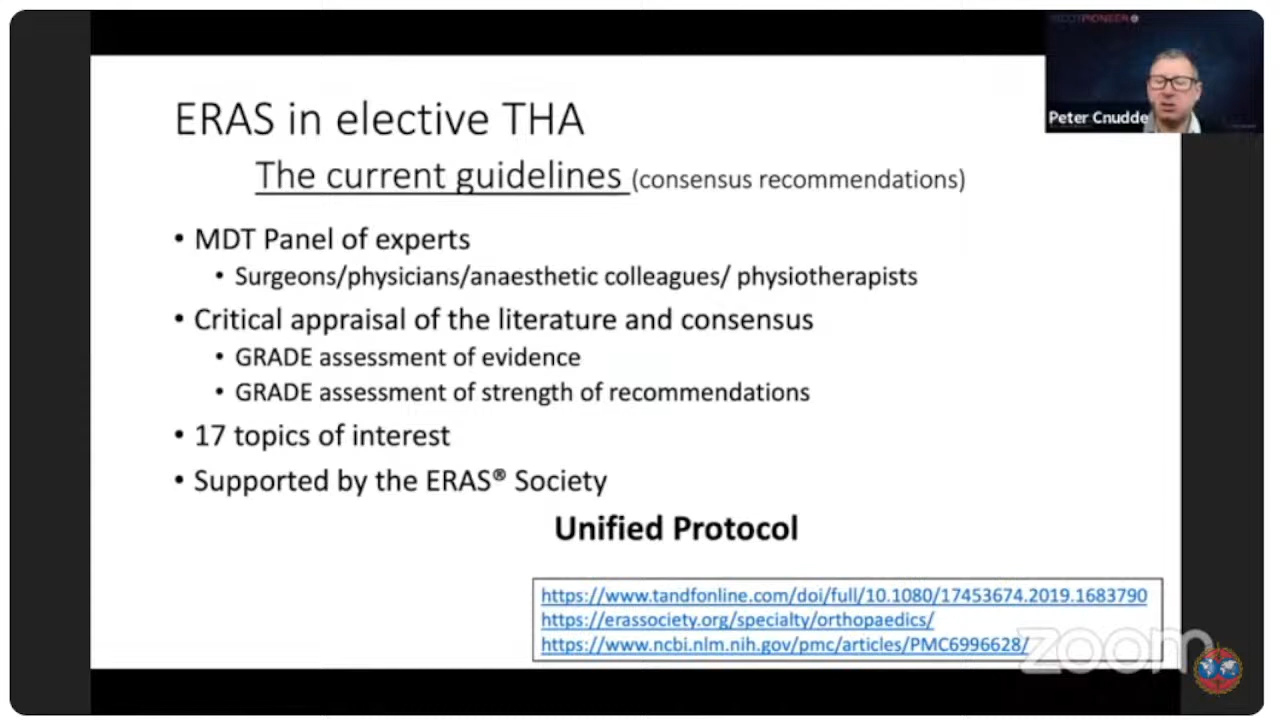 PIONEER
Peter Cnudde
ERAS in elective THA
The current guidelines (consensus recommendations)
• MDT Panel of experts
• Surgeons/physicians/anaesthetic colleagues/ physiotherapists
• Critical appraisal of the literature and consensus
• GRADE assessment of evidence
• GRADE assessment of strength of recommendations
• 17 topics of interest
• Supported by the ERAS® Society
Unified Protocol
https://www.tandfonline.com/doi/full/10.1080/17453674.2019.1683790
https://erassociety.org/specialty/orthopaedics/
https://www.ncbi.nlm.nih.gov/pmc/articles/PMC6996628/
zoom